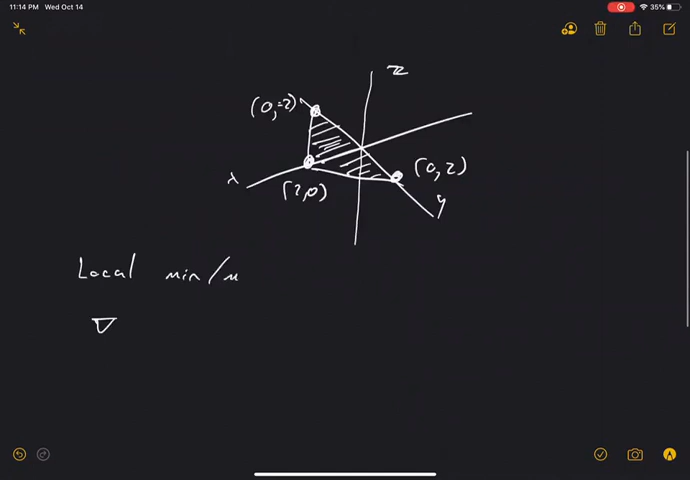 11:14 PM Wed Oct 14
35%
z
(0,-2)
(0,2)
x
(2,0)
y
Local min/m
∇